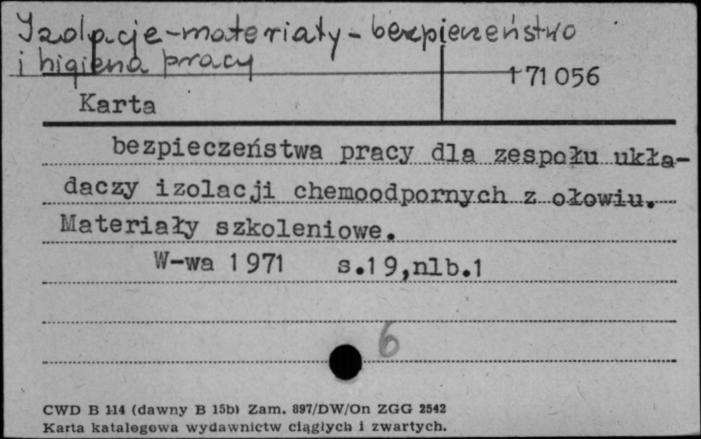 Izolacje-materiały-bezpieczeństwo
i higiena pracy
171056
Karta
bezpieczeństwa pracy dla zespołu ukła-
daczy izolacji chemoodpornych z ołowiu.
Materiały szkoleniowe.
W-wa 1971 s.19,nlb.1
6
CWD B 114 (dawny B 15b) Zam. 897/DW/On ZGG 2542
Karta katalogowa wydawnictw ciągłych i zwartych.